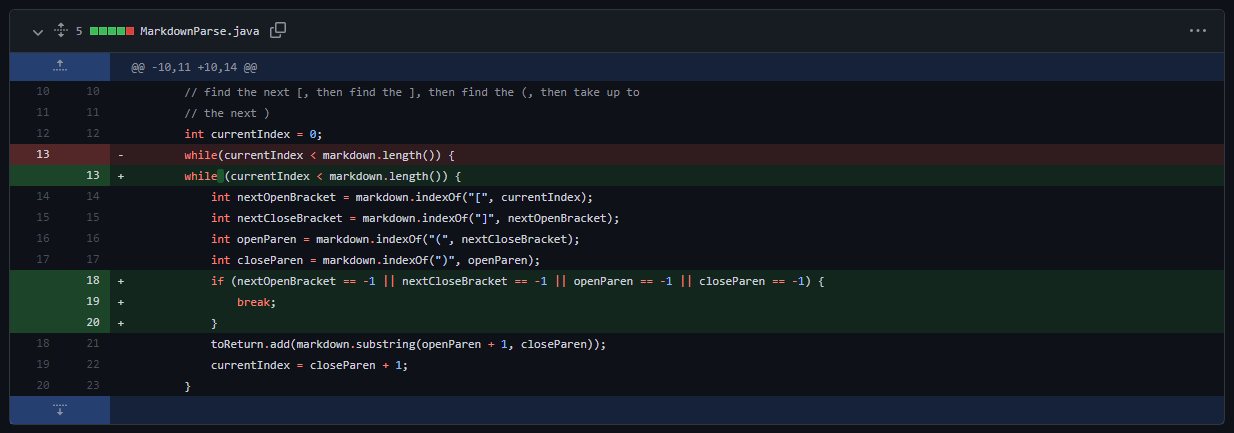 5 MarkdownParse.java
@@ -10,11 +10,14 @@
10 10 // find the next [, then find the ], then find the (, then take up to
11 11 // the next )
12 12 int currentIndex = 0;
13 - while(currentIndex < markdown.length()) {
13 + while (currentIndex < markdown.length()) {
14 14 int nextOpenBracket = markdown.indexOf("[", currentIndex);
15 15 int nextCloseBracket = markdown.indexOf("]", nextOpenBracket);
16 16 int openParen = markdown.indexOf("(", nextCloseBracket);
17 17 int closeParen = markdown.indexOf(")", openParen);
18 + if (nextOpenBracket == -1 || nextCloseBracket == -1 || openParen == -1 || closeParen == -1) {
19 + break;
20 + }
18 21 toReturn.add(markdown.substring(openParen + 1, closeParen));
19 22 currentIndex = closeParen + 1;
20 23 }